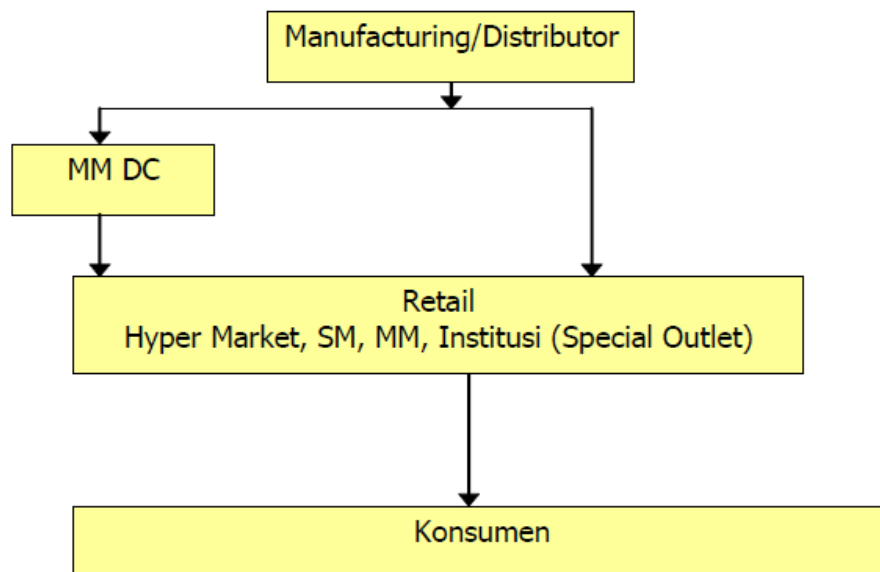 Manufacturing/Distributor
MM DC
Retail
Hyper Market, SM, MM, Institusi (Special Outlet)
Konsumen